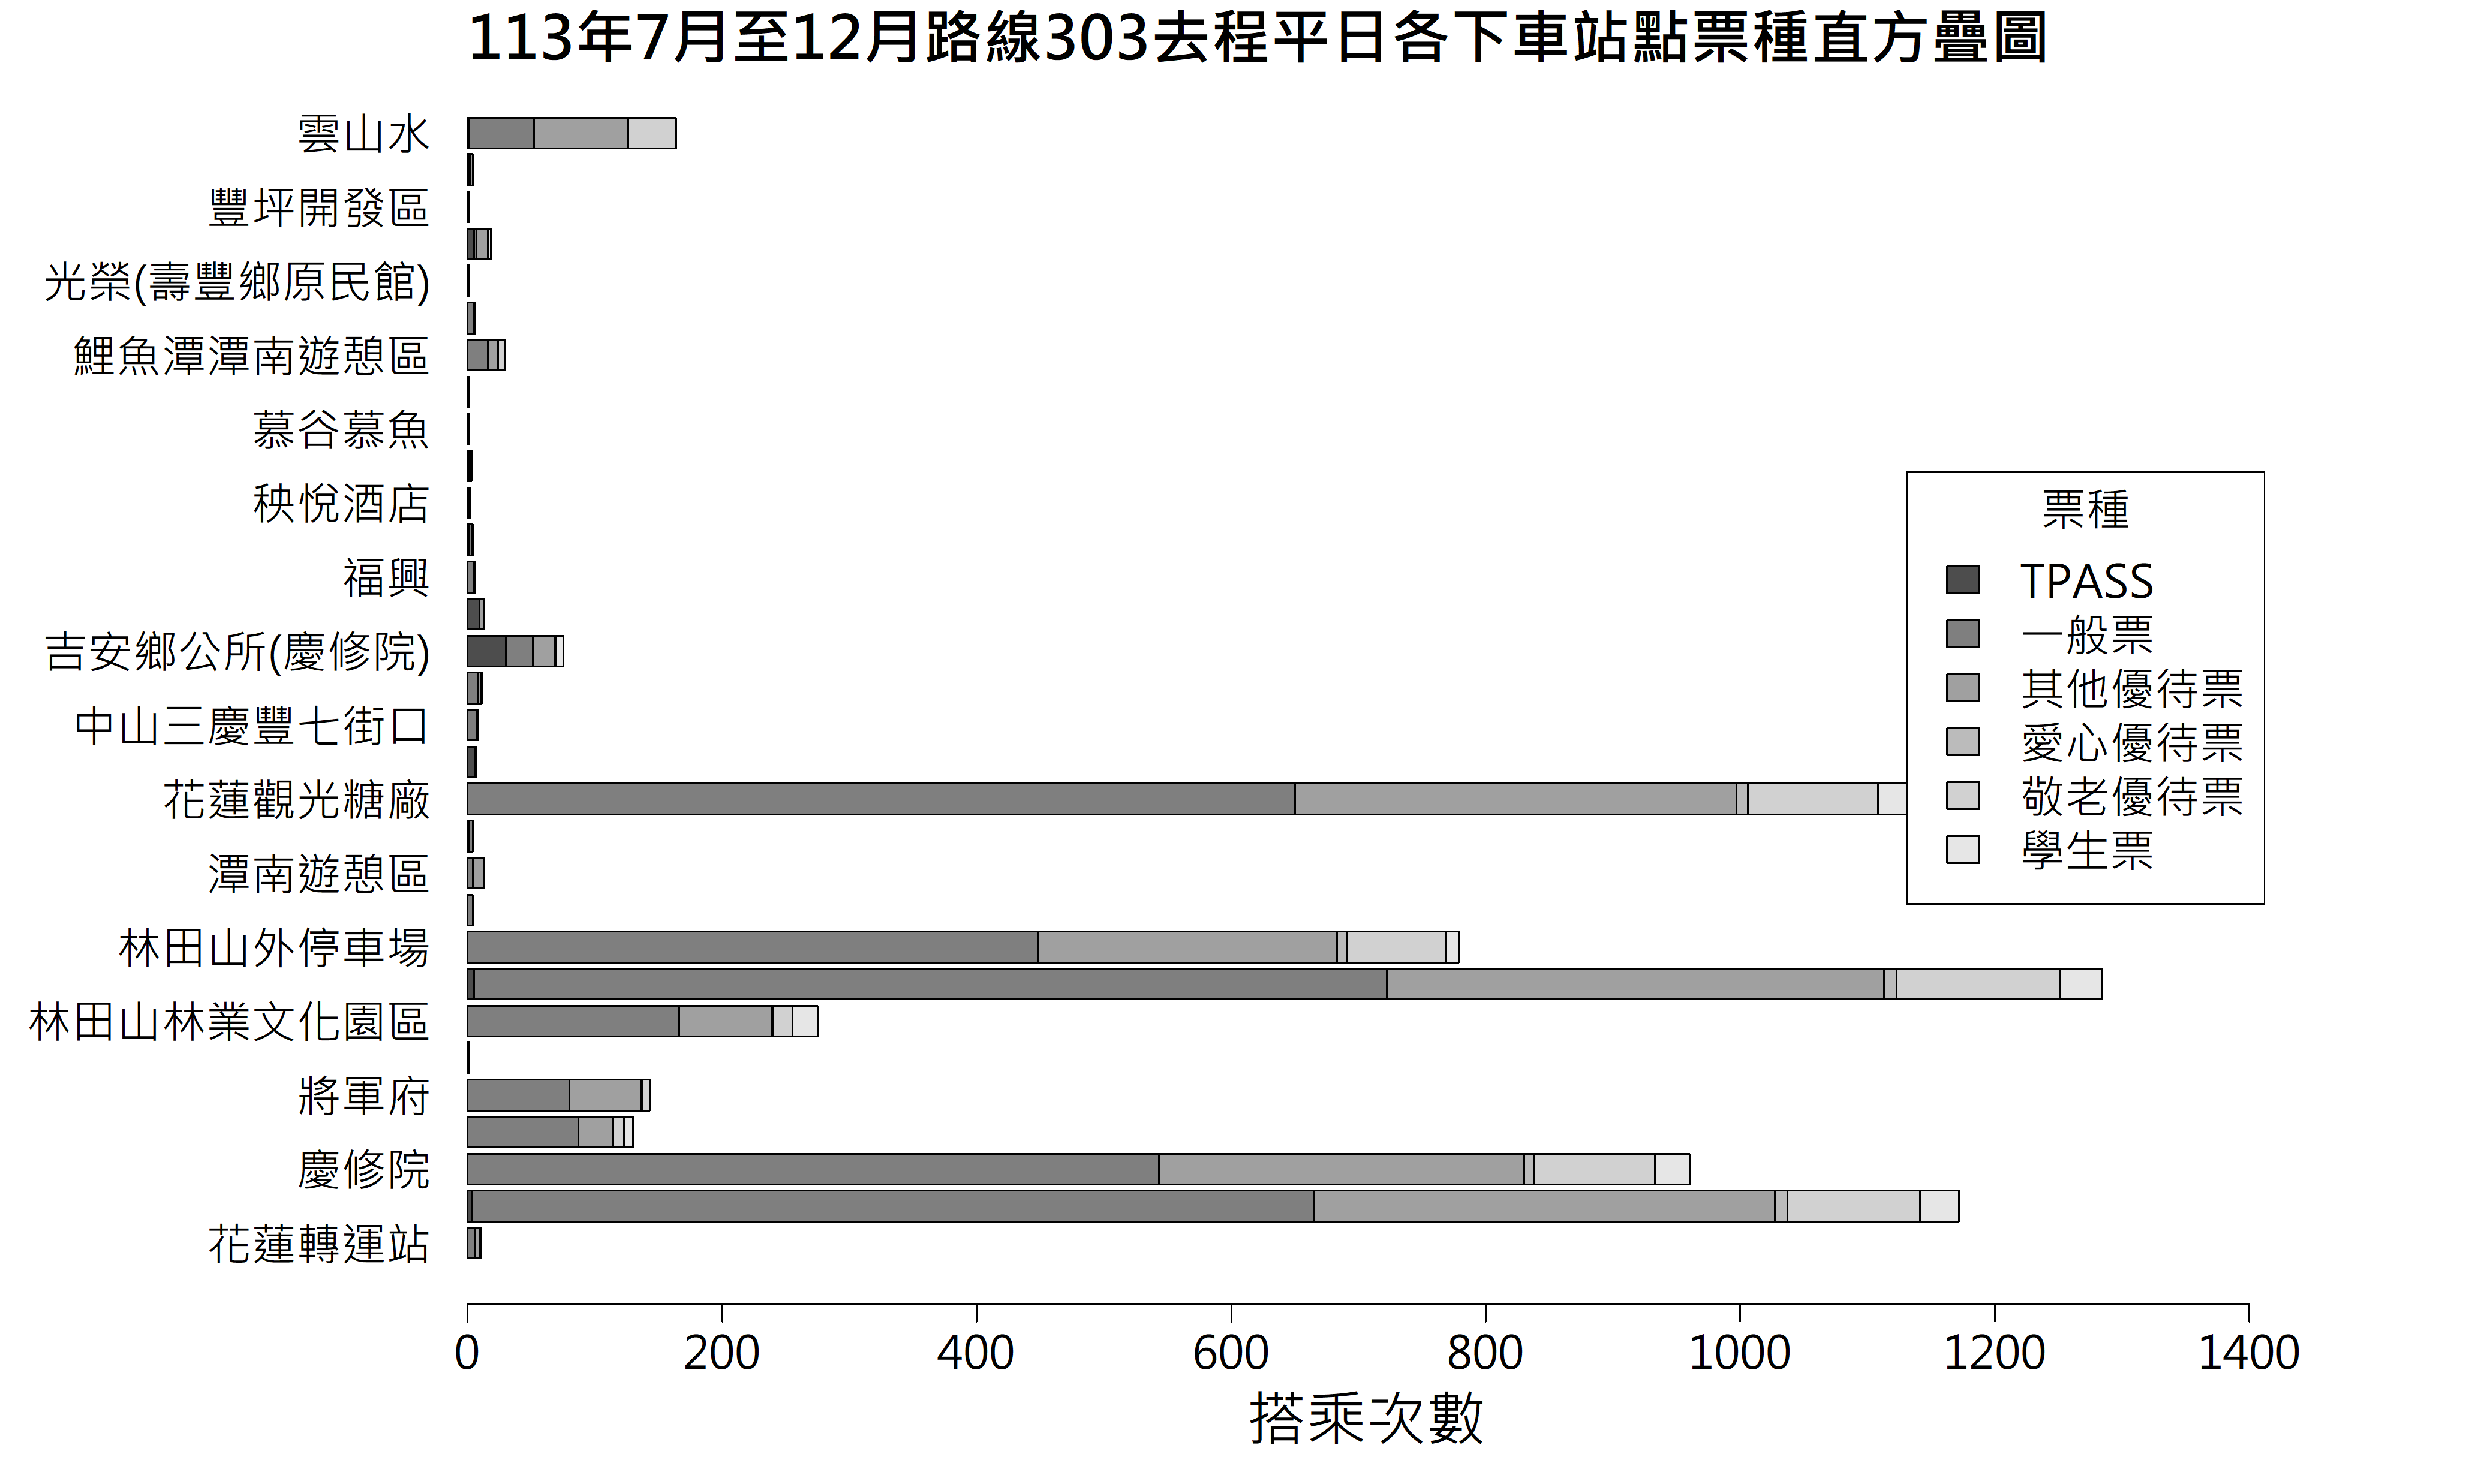 113年7月至12月路線303去程平日各下車站點票種直方疊圖
雲山水
豐坪開發區
光榮(壽豐鄉原民館)
鯉魚潭潭南遊憩區
慕谷慕魚
秧悅酒店
福興
吉安鄉公所(慶修院)
中山三慶豐七街口
花蓮觀光糖廠
潭南遊憩區
林田山外停車場
林田山林業文化園區
將軍府
慶修院
花蓮轉運站
票種
TPASS
一般票
其他優待票
愛心優待票
敬老優待票
學生票
0 200 400 600 800 1000 1200 1400
搭乘次數